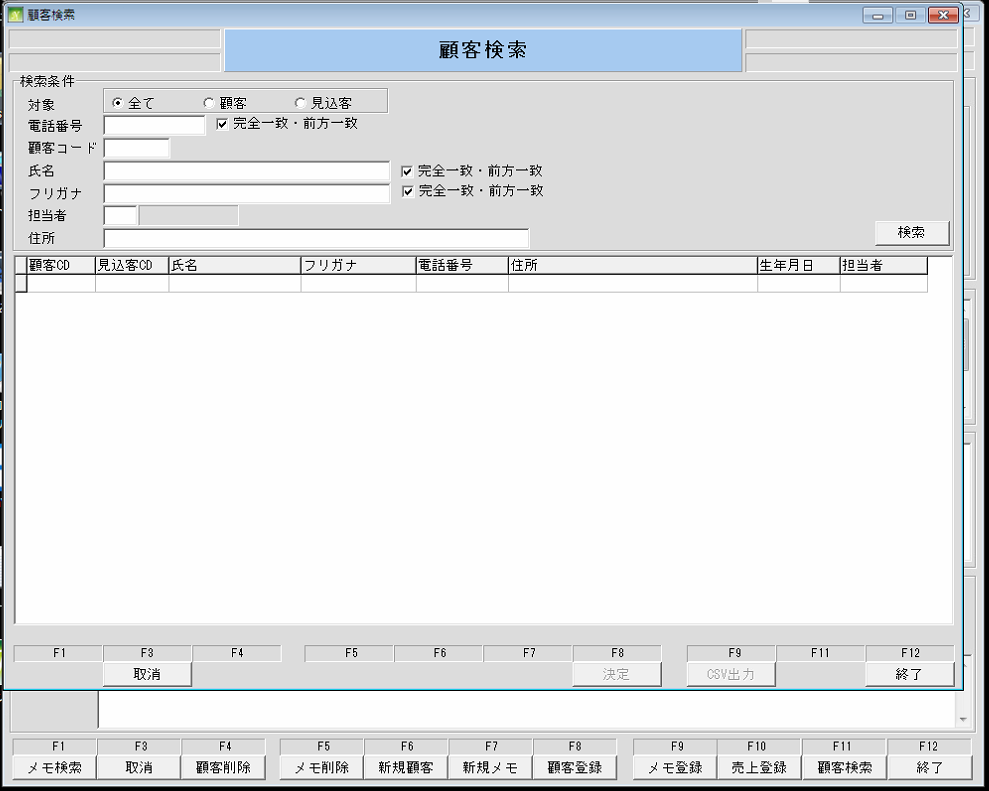 顧客検索
顧客検索
検索条件
対象 全て 顧客 見込客
電話番号 完全一致・前方一致
顧客コード
氏名 完全一致・前方一致
フリガナ 完全一致・前方一致
担当者
住所
検索
顧客CD 見込客CD 氏名 フリガナ 電話番号 住所 生年月日 担当者
F1 F3 F4 F5 F6 F7 F8 F9 F11 F12
取消 決定 CSV出力 終了
F1 F3 F4 F5 F6 F7 F8 F9 F10 F11 F12
メモ検索 取消 顧客削除 メモ削除 新規顧客 新規メモ 顧客登録 メモ登録 売上登録 顧客検索 終了